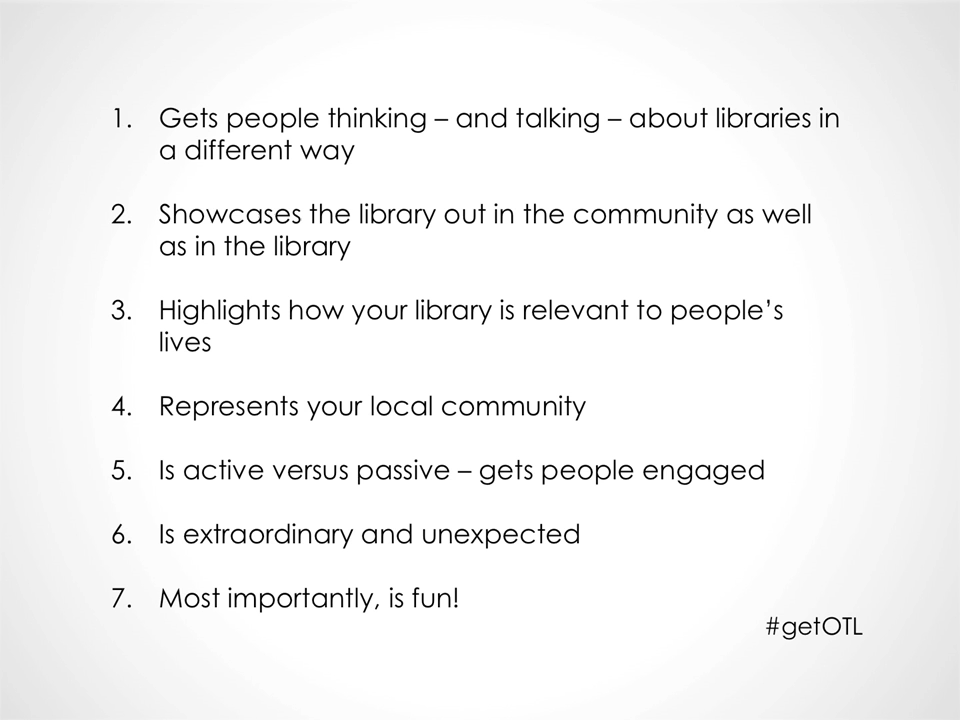 1. Gets people thinking – and talking – about libraries in
a different way
2. Showcases the library out in the community as well
as in the library
3. Highlights how your library is relevant to people’s
lives
4. Represents your local community
5. Is active versus passive – gets people engaged
6. Is extraordinary and unexpected
7. Most importantly, is fun!
#getOTL